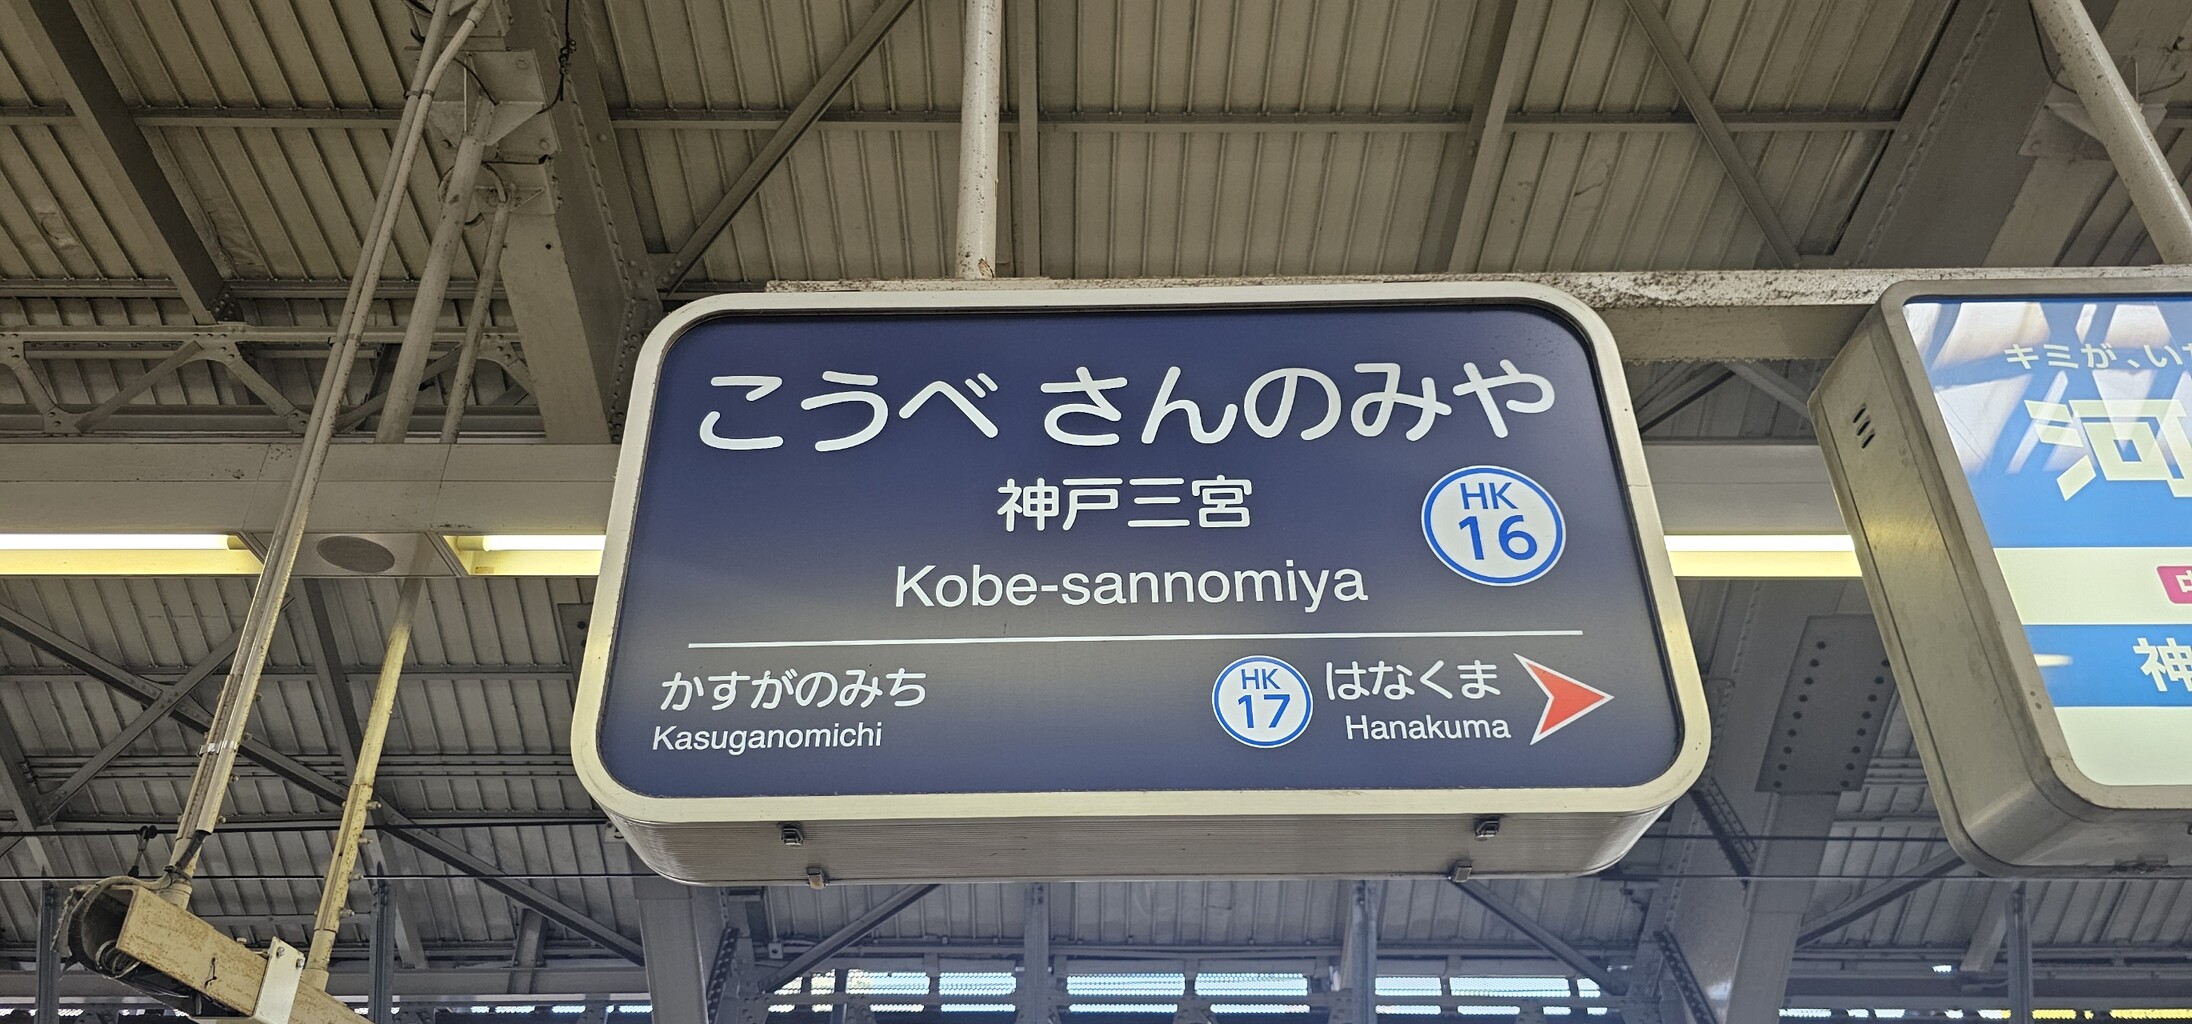 こうべ さんのみや
神戸三宮
HK
16
Kobe-sannomiya
かすがのみち
Kasuganomichi
HK
17
はなくま
Hanakuma
キミが、い
河
神